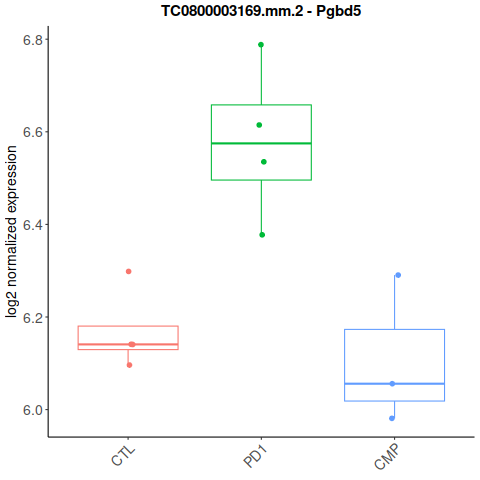 TC0800003169.mm.2 - Pgbd5
log2 normalized expression
6.8
6.6
6.4
6.2
6.0
CTL
PD1
CMP